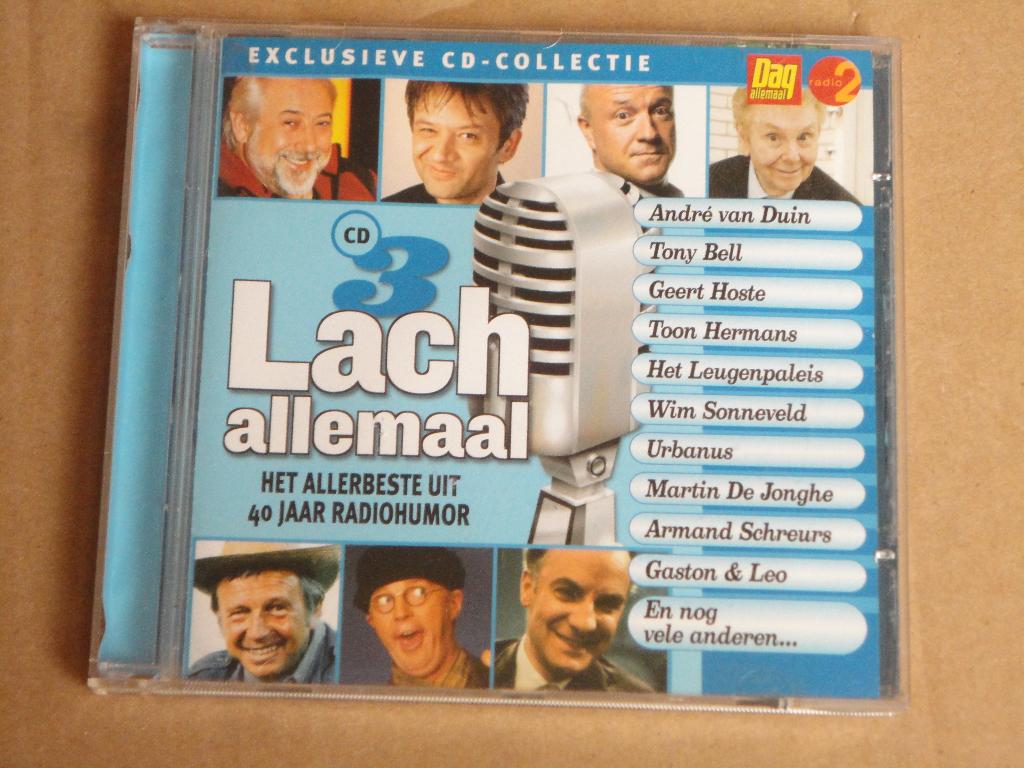 EXCLUSIEVE CD-COLLECTIE
Dag
allemaal
radio 2
CD
3
Lach
allemaal
HET ALLERBESTE UIT
40 JAAR RADIOHUMOR
André van Duin
Tony Bell
Geert Hoste
Toon Hermans
Het Leugenpaleis
Wim Sonneveld
Urbanus
Martin De Jonghe
Armand Schreurs
Gaston & Leo
En nog
vele anderen...